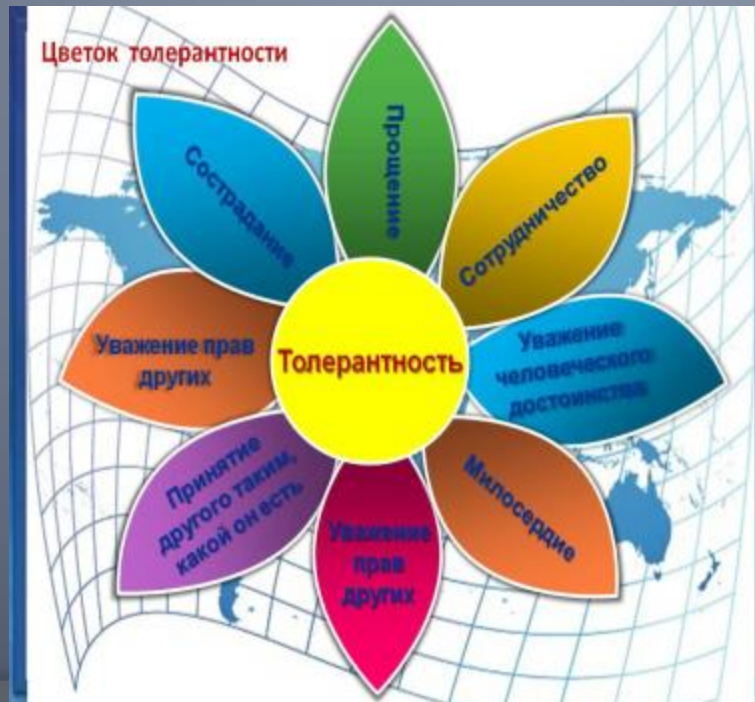 Цветок толерантности
Прощение
Сотрудничество
Уважение
человеческого
достоинства
Милосердие
Уважение
прав
других
Принятие
другого таким,
какой он есть
Уважение прав
других
Сострадание
Толерантность